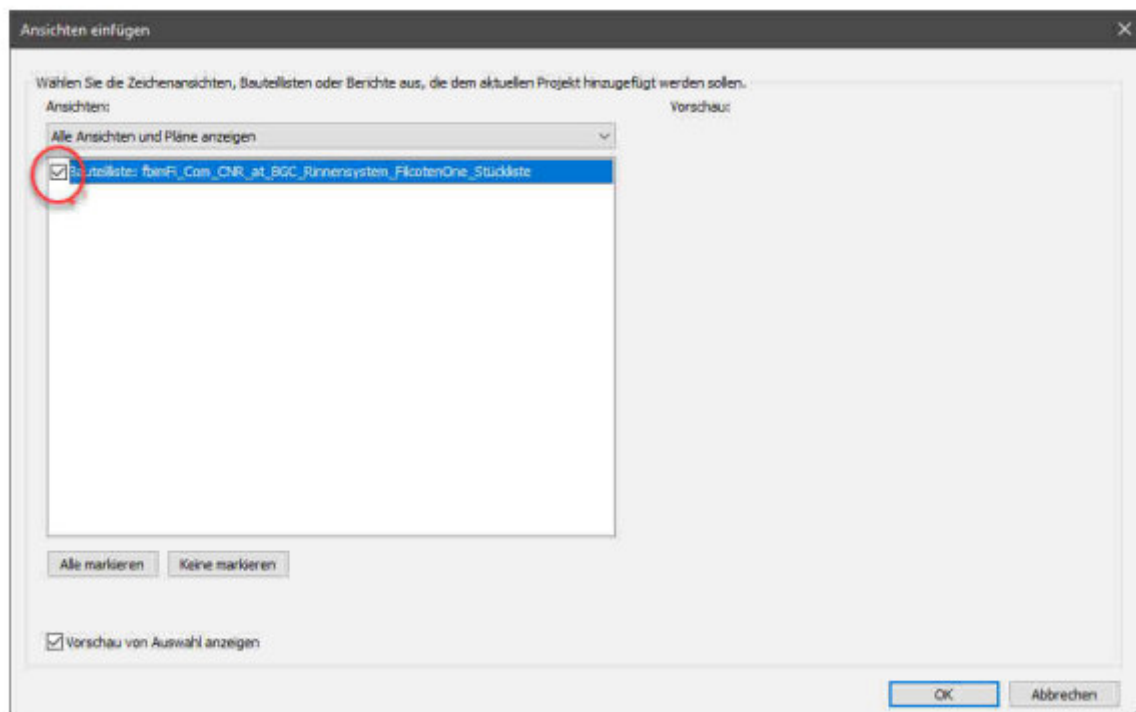 Ansichten einfügen
Wählen Sie die Zeichenansichten, Bauteillisten oder Berichte aus, die dem aktuellen Projekt hinzugefügt werden sollen.
Ansichten:
Vorschau:
Alle Ansichten und Pläne anzeigen
Bauteilliste: fbimFi_Com_CNR_at_BGC_Rinnensystem_FilcotenOne_Stückliste
Alle markieren
Keine markieren
Vorschau von Auswahl anzeigen
OK
Abbrechen